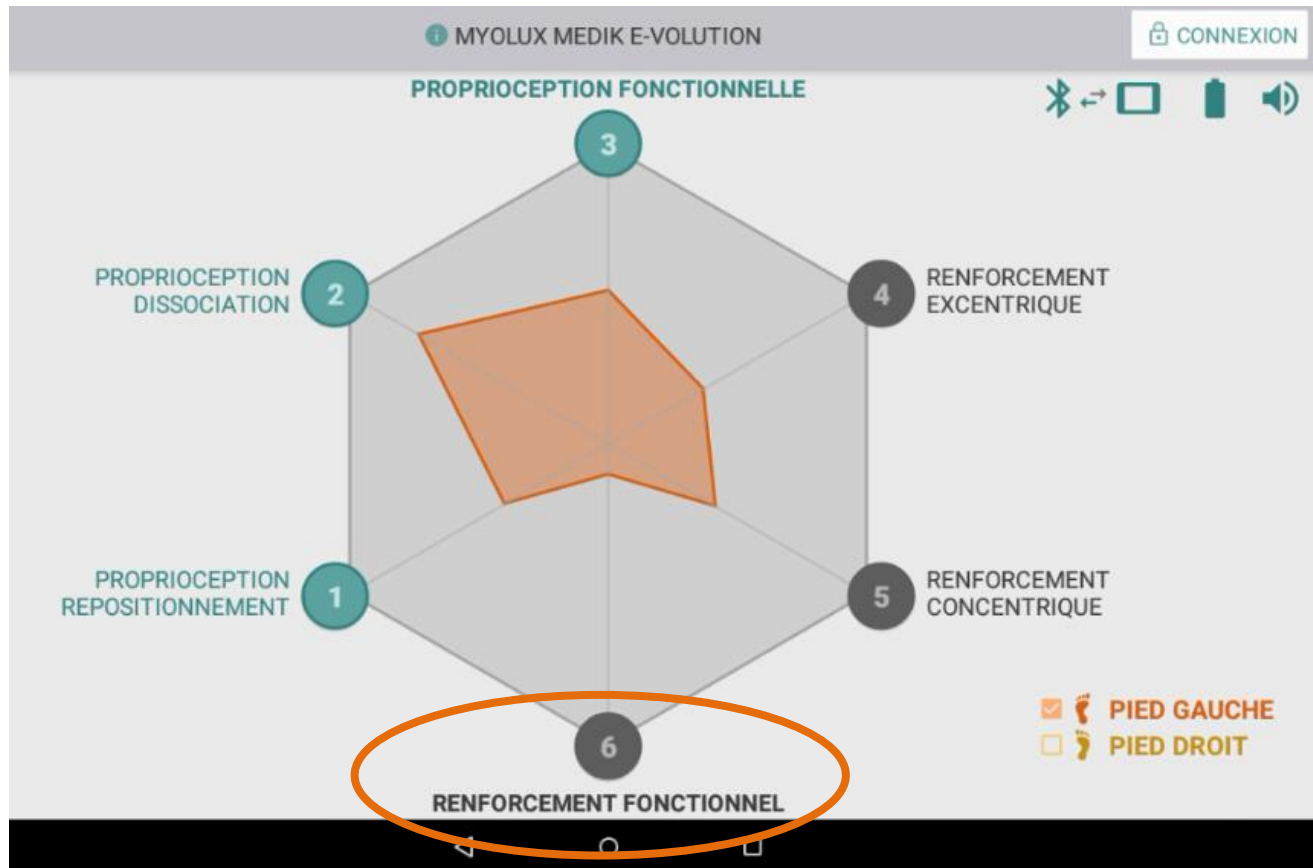 MYOLUX MEDIK E-VOLUTION
CONNEXION
PROPRIOCEPTION FONCTIONNELLE
3
PROPRIOCEPTION
DISSOCIATION
2
4
RENFORCEMENT
EXCENTRIQUE
PROPRIOCEPTION
REPOSITIONNEMENT
1
5
RENFORCEMENT
CONCENTRIQUE
6
RENFORCEMENT FONCTIONNEL
PIED GAUCHE
PIED DROIT